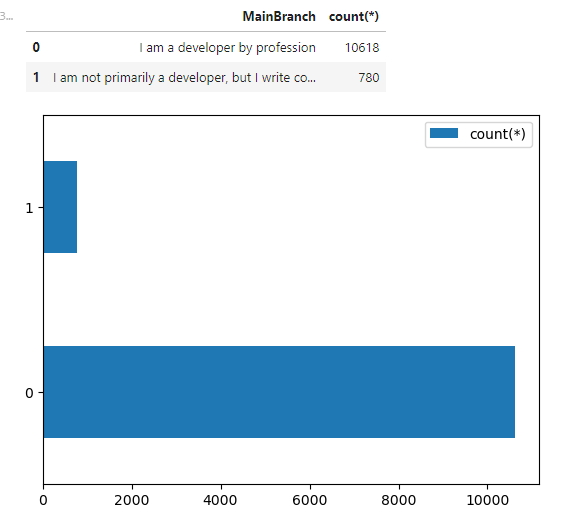 3...
MainBranch count(*)
0 I am a developer by profession 10618
1 I am not primarily a developer, but I write co... 780
count(*)
1
0
0 2000 4000 6000 8000 10000